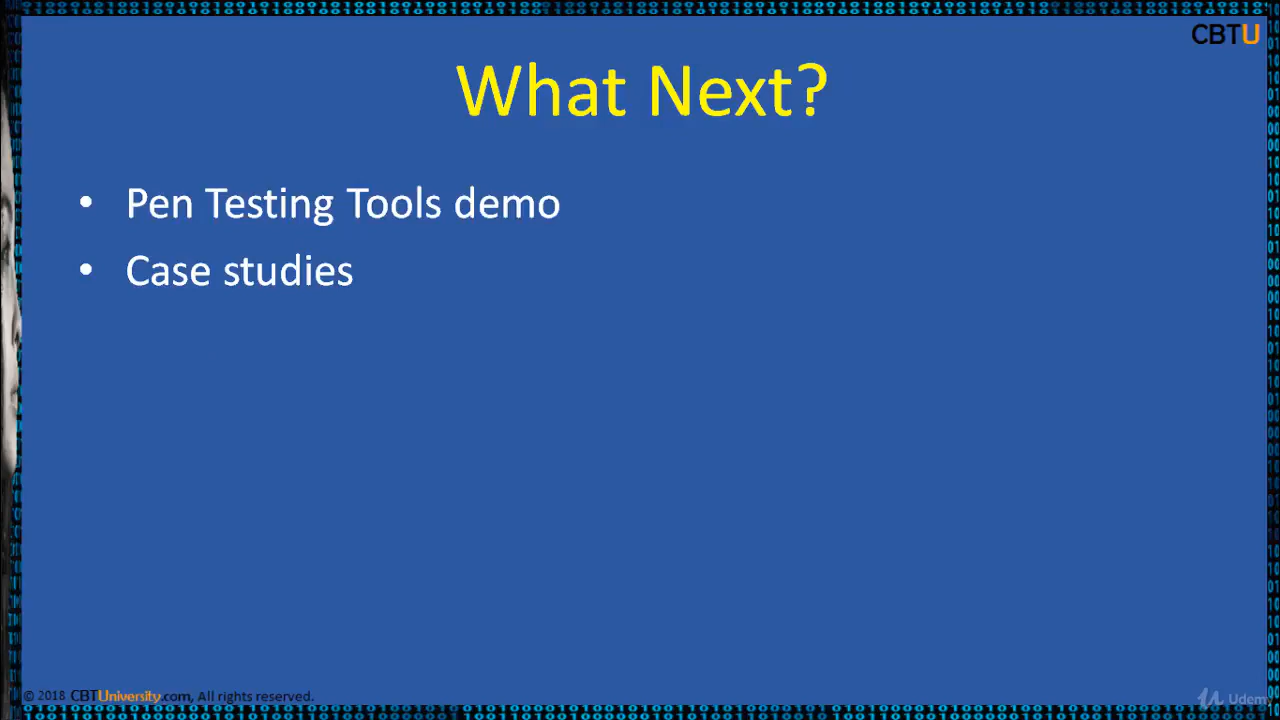 CBTU
What Next?
• Pen Testing Tools demo
• Case studies
© 2018 CBTUniversity.com, All rights reserved.
Udemy